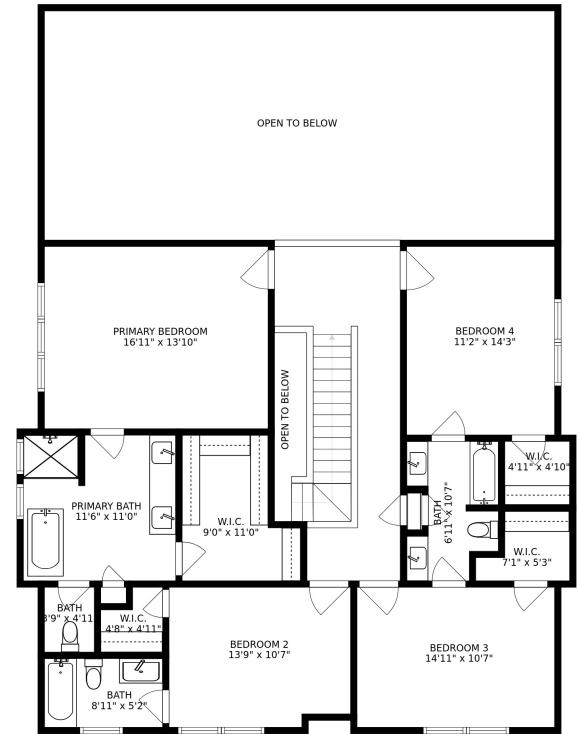 OPEN TO BELOW
PRIMARY BEDROOM
16'11" x 13'10"
BEDROOM 4
11'2" x 14'3"
OPEN TO BELOW
W.I.C.
4'11" x 4'10"
PRIMARY BATH
11'6" x 11'0"
W.I.C.
9'0" x 11'0"
BATH
6'11" x 10'7"
W.I.C.
7'1" x 5'3"
BATH
3'9" x 4'11
W.I.C.
4'8" x 4'11"
BEDROOM 2
13'9" x 10'7"
BEDROOM 3
14'11" x 10'7"
BATH
8'11" x 5'2"